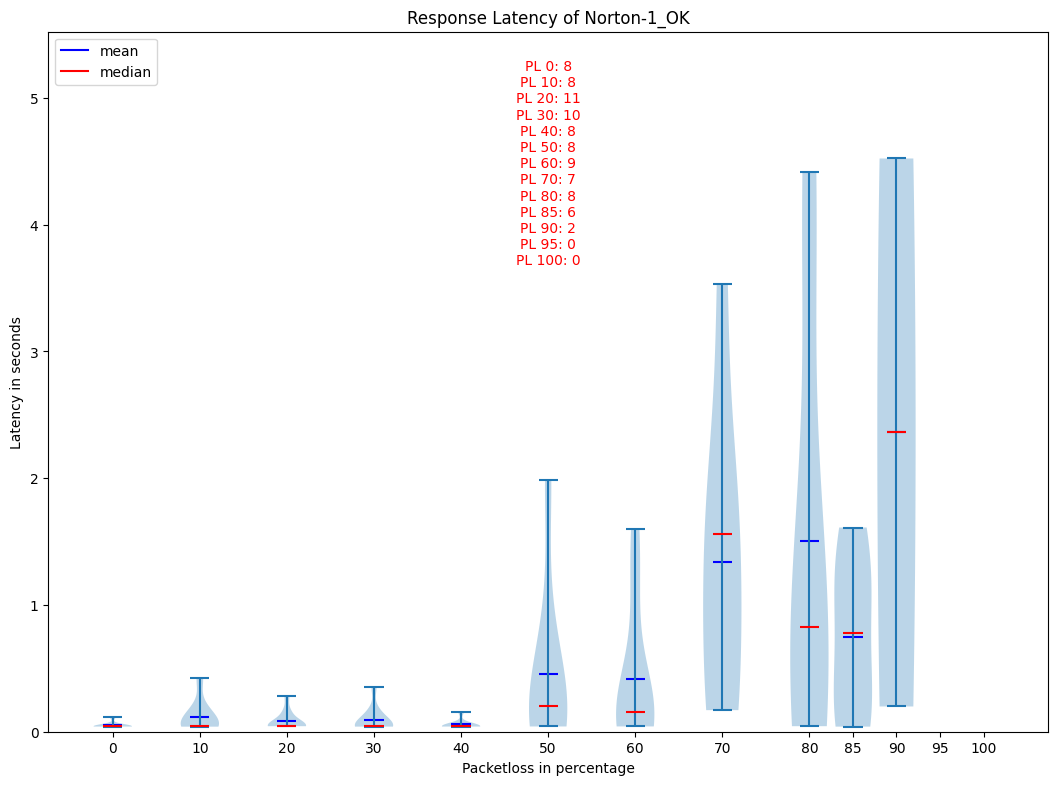 Response Latency of Norton-1_OK
mean
median
PL 0: 8
PL 10: 8
PL 20: 11
PL 30: 10
PL 40: 8
PL 50: 8
PL 60: 9
PL 70: 7
PL 80: 8
PL 85: 6
PL 90: 2
PL 95: 0
PL 100: 0
Latency in seconds
5
4
3
2
1
0
0 10 20 30 40 50 60 70 80 85 90 95 100
Packetloss in percentage